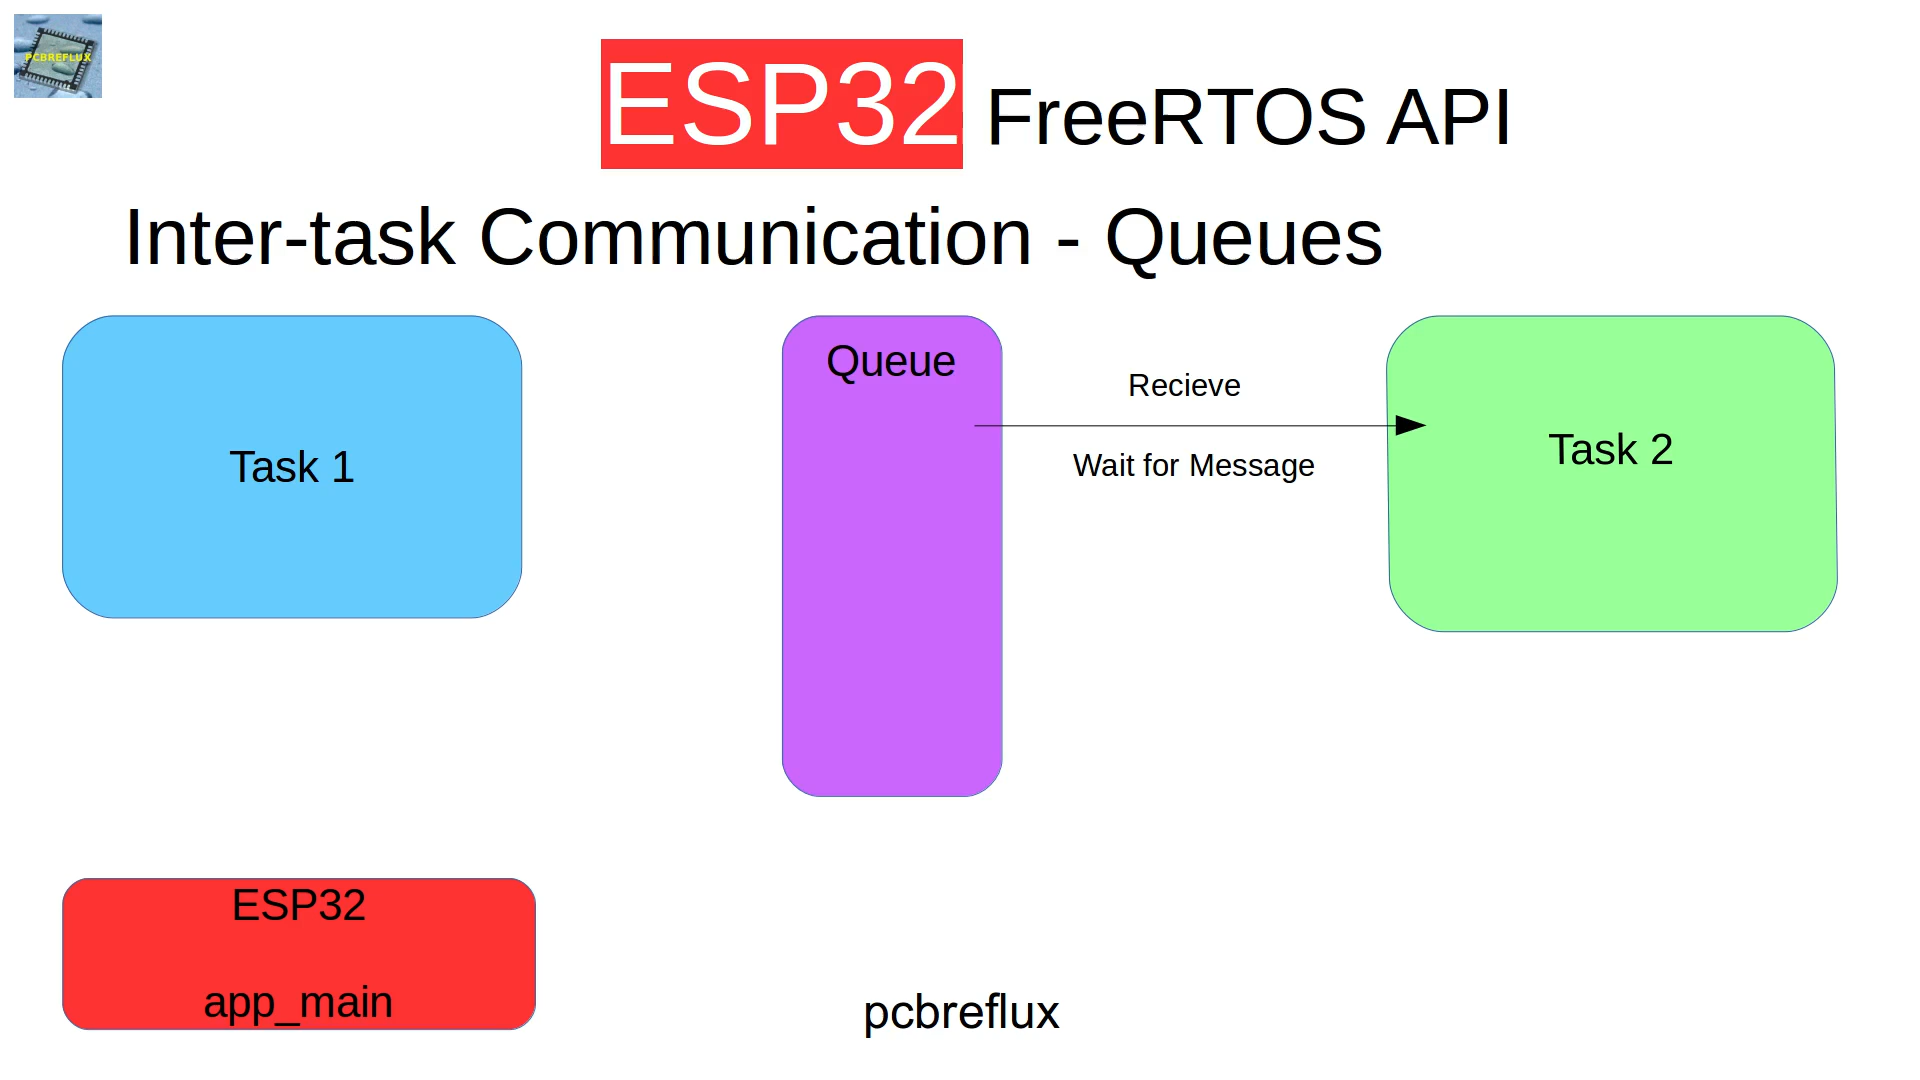 PCBREFLUX
ESP32 FreeRTOS API
Inter-task Communication - Queues
Queue
Recieve
Task 1
Task 2
Wait for Message
ESP32
app_main
pcbreflux